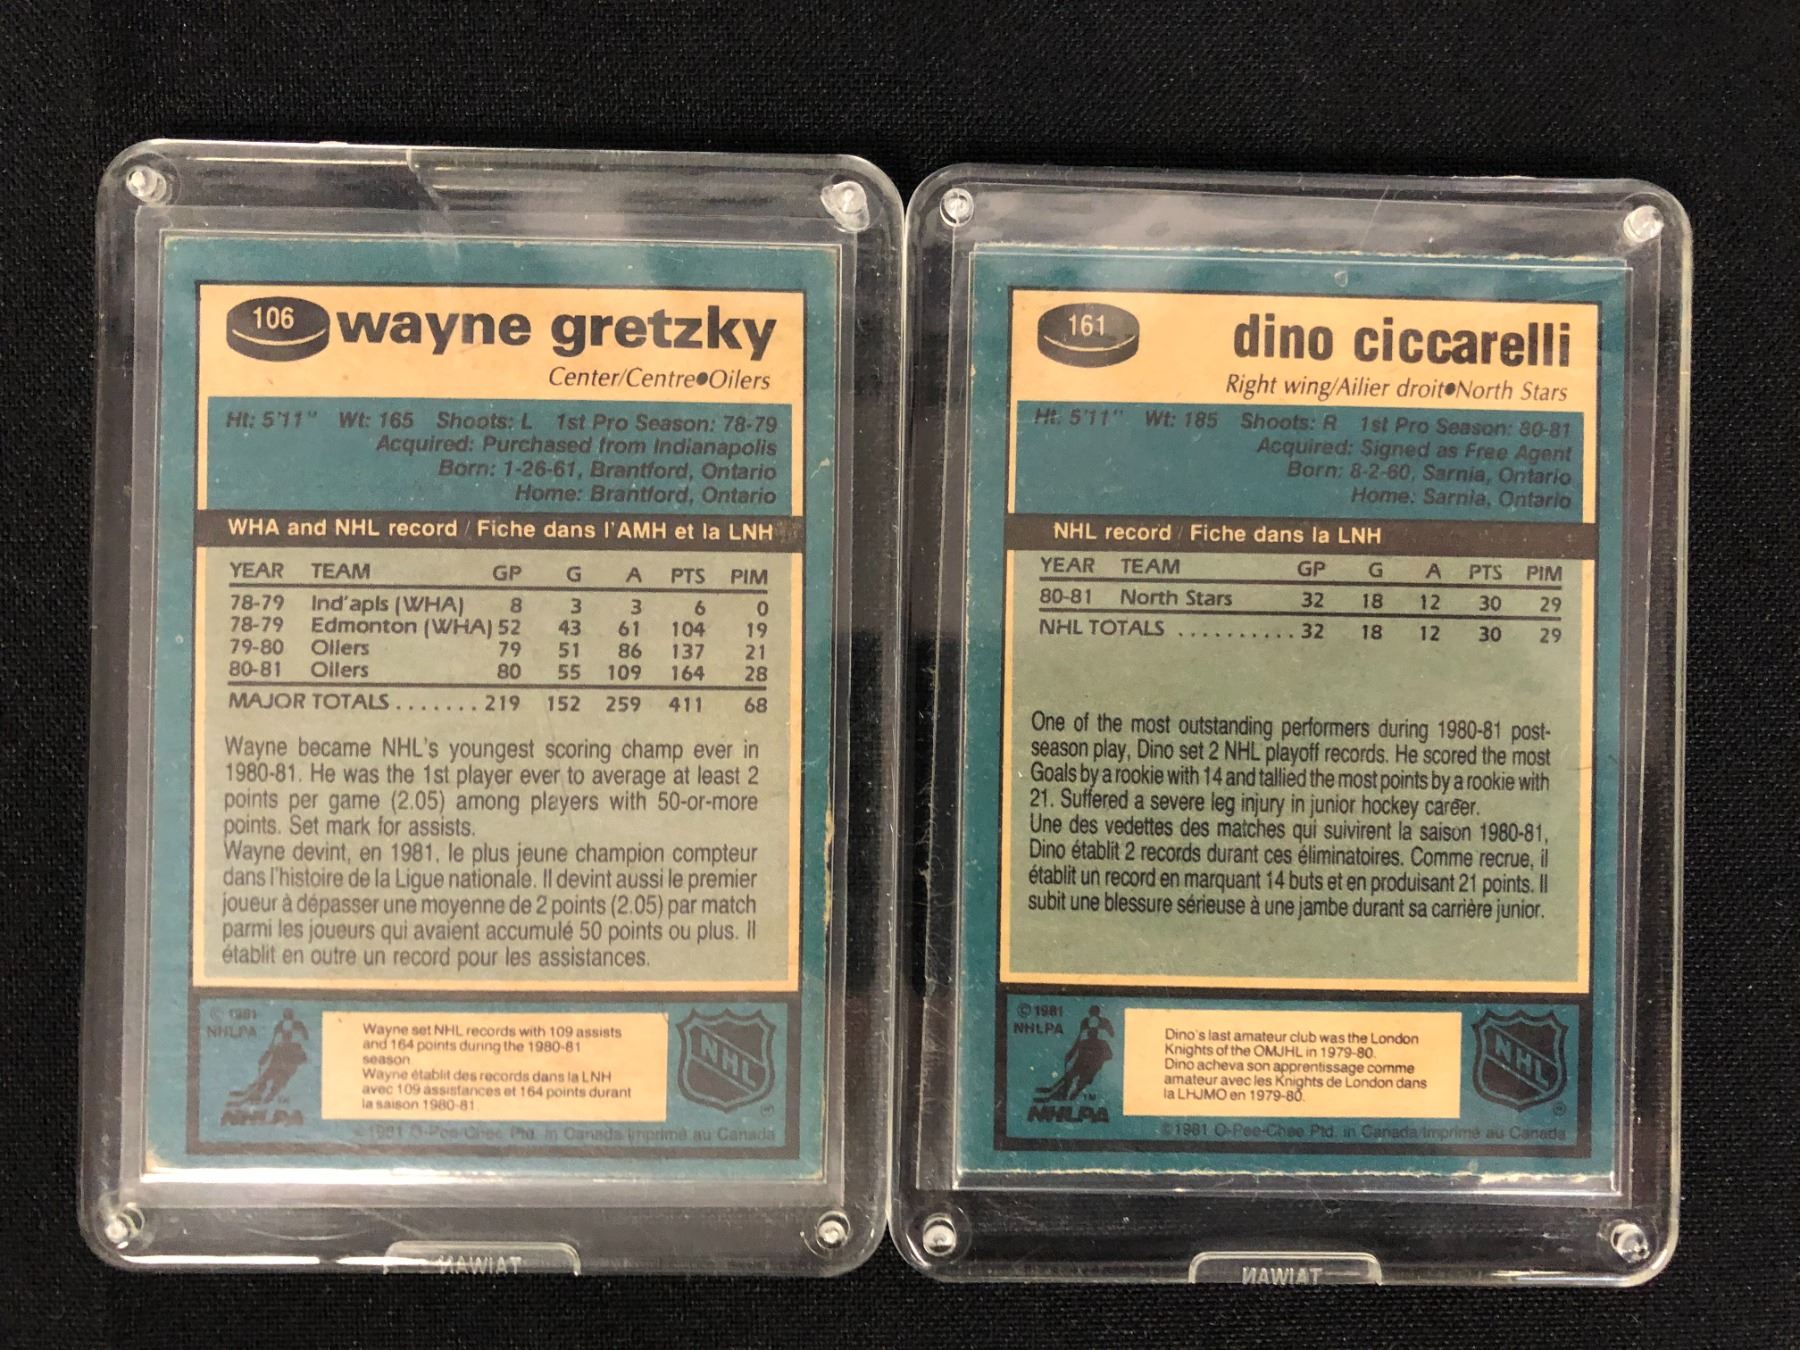 106 wayne gretzky
Center/Centre●Oilers
Ht: 5'11" Wt: 165 Shoots: L 1st Pro Season: 78-79
Acquired: Purchased from Indianapolis
Born: 1-26-61, Brantford, Ontario
Home: Brantford, Ontario
WHA and NHL record / Fiche dans l'AMH et la LNH
YEAR TEAM GP G A PTS PIM
78-79 Ind'apls (WHA) 8 3 3 6 0
78-79 Edmonton (WHA) 52 43 61 104 19
79-80 Oilers 79 51 86 137 21
80-81 Oilers 80 55 109 164 28
MAJOR TOTALS ....... 219 152 259 411 68
Wayne became NHL's youngest scoring champ ever in
1980-81. He was the 1st player ever to average at least 2
points per game (2.05) among players with 50-or-more
points. Set mark for assists.
Wayne devint, en 1981, le plus jeune champion compteur
dans l'histoire de la Ligue nationale. Il devint aussi le premier
joueur à dépasser une moyenne de 2 points (2.05) par match
parmi les joueurs qui avaient accumulé 50 points ou plus. Il
établit en outre un record pour les assistances.
© 1981
NHLPA
NHLPA
TM
Wayne set NHL records with 109 assists
and 164 points during the 1980-81
season
Wayne établit des records dans la LNH
avec 109 assistances et 164 points durant
la saison 1980-81.
NHL
©1981 O-Pee-Chee Ptd. in Canada/Imprimé au Canada
TAIWAN
161 dino ciccarelli
Right wing/Ailier droit●North Stars
Ht: 5'11" Wt: 185 Shoots: R 1st Pro Season: 80-81
Acquired: Signed as Free Agent
Born: 8-2-60, Sarnia, Ontario
Home: Sarnia, Ontario
NHL record / Fiche dans la LNH
YEAR TEAM GP G A PTS PIM
80-81 North Stars 32 18 12 30 29
NHL TOTALS .......... 32 18 12 30 29
One of the most outstanding performers during 1980-81 post-
season play, Dino set 2 NHL playoff records. He scored the most
Goals by a rookie with 14 and tallied the most points by a rookie with
21. Suffered a severe leg injury in junior hockey career.
Une des vedettes des matches qui suivirent la saison 1980-81,
Dino établit 2 records durant ces éliminatoires. Comme recrue, il
établit un record en marquant 14 buts et en produisant 21 points. Il
subit une blessure sérieuse à une jambe durant sa carrière junior.
©1981
NHLPA
NHLPA
TM
Dino's last amateur club was the London
Knights of the OMJHL in 1979-80.
Dino acheva son apprentissage comme
amateur avec les Knights de London dans
la LHJMO en 1979-80.
NHL
©1981 O-Pee-Chee Ptd. in Canada/Imprimé au Canada
TAIWAN